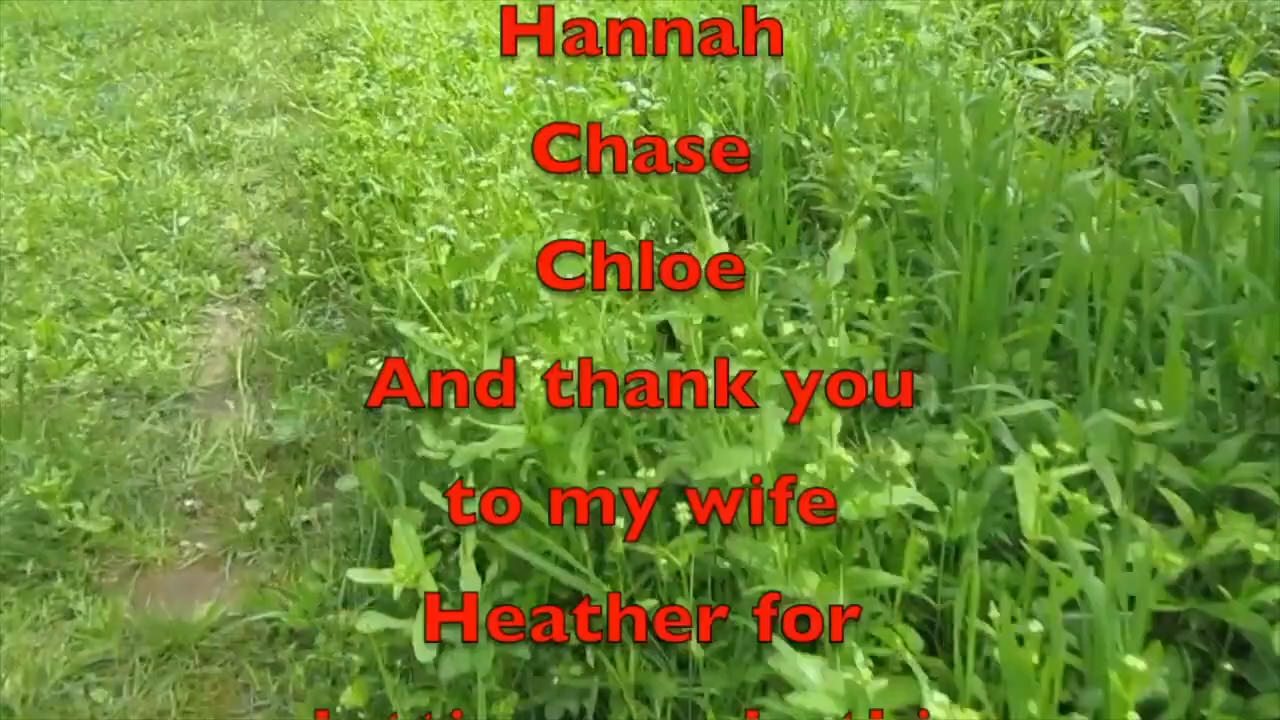 Hannah
Chase
Chloe
And thank you
to my wife
Heather for